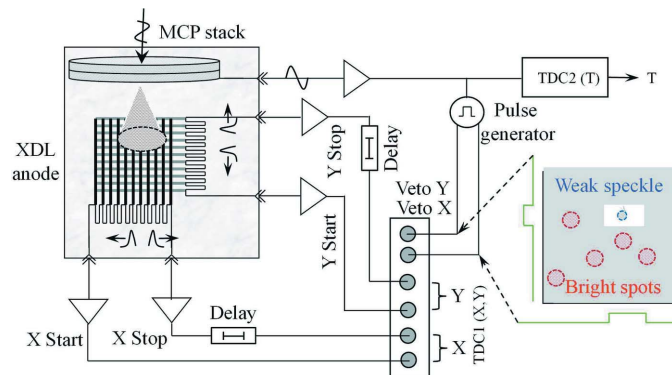 MCP stack
TDC2 (T)
T
Pulse
generator
XDL
anode
Y Stop
Delay
Veto Y
Veto X
Weak speckle
Bright spots
Y Start
Y
X
TDC1 (X,Y)
Delay
X Start
X Stop